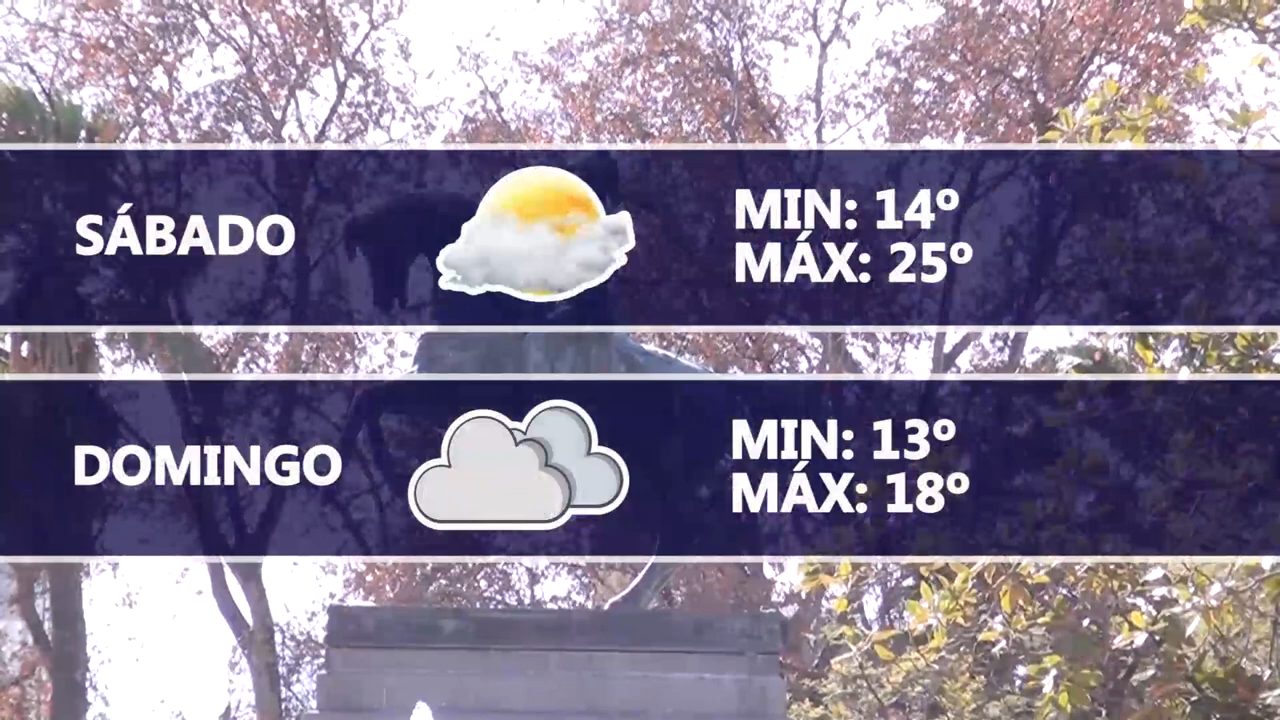 SÁBADO
MIN: 14º
MÁX: 25º
DOMINGO
MIN: 13º
MÁX: 18º